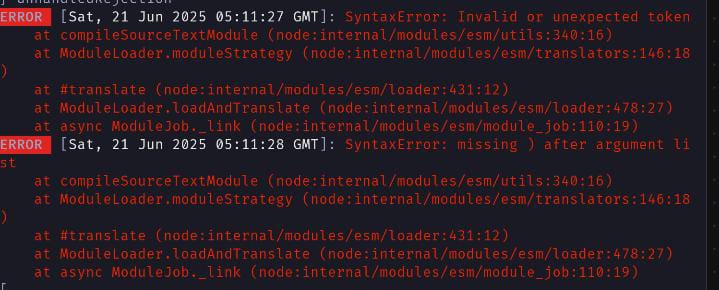 ] unhandledRejection
ERROR [Sat, 21 Jun 2025 05:11:27 GMT]: SyntaxError: Invalid or unexpected token
at compileSourceTextModule (node:internal/modules/esm/utils:340:16)
at ModuleLoader.moduleStrategy (node:internal/modules/esm/translators:146:18
)
at #translate (node:internal/modules/esm/loader:431:12)
at ModuleLoader.loadAndTranslate (node:internal/modules/esm/loader:478:27)
at async ModuleJob._link (node:internal/modules/esm/module_job:110:19)
ERROR [Sat, 21 Jun 2025 05:11:28 GMT]: SyntaxError: missing ) after argument li
st
at compileSourceTextModule (node:internal/modules/esm/utils:340:16)
at ModuleLoader.moduleStrategy (node:internal/modules/esm/translators:146:18
)
at #translate (node:internal/modules/esm/loader:431:12)
at ModuleLoader.loadAndTranslate (node:internal/modules/esm/loader:478:27)
at async ModuleJob._link (node:internal/modules/esm/module_job:110:19)
[